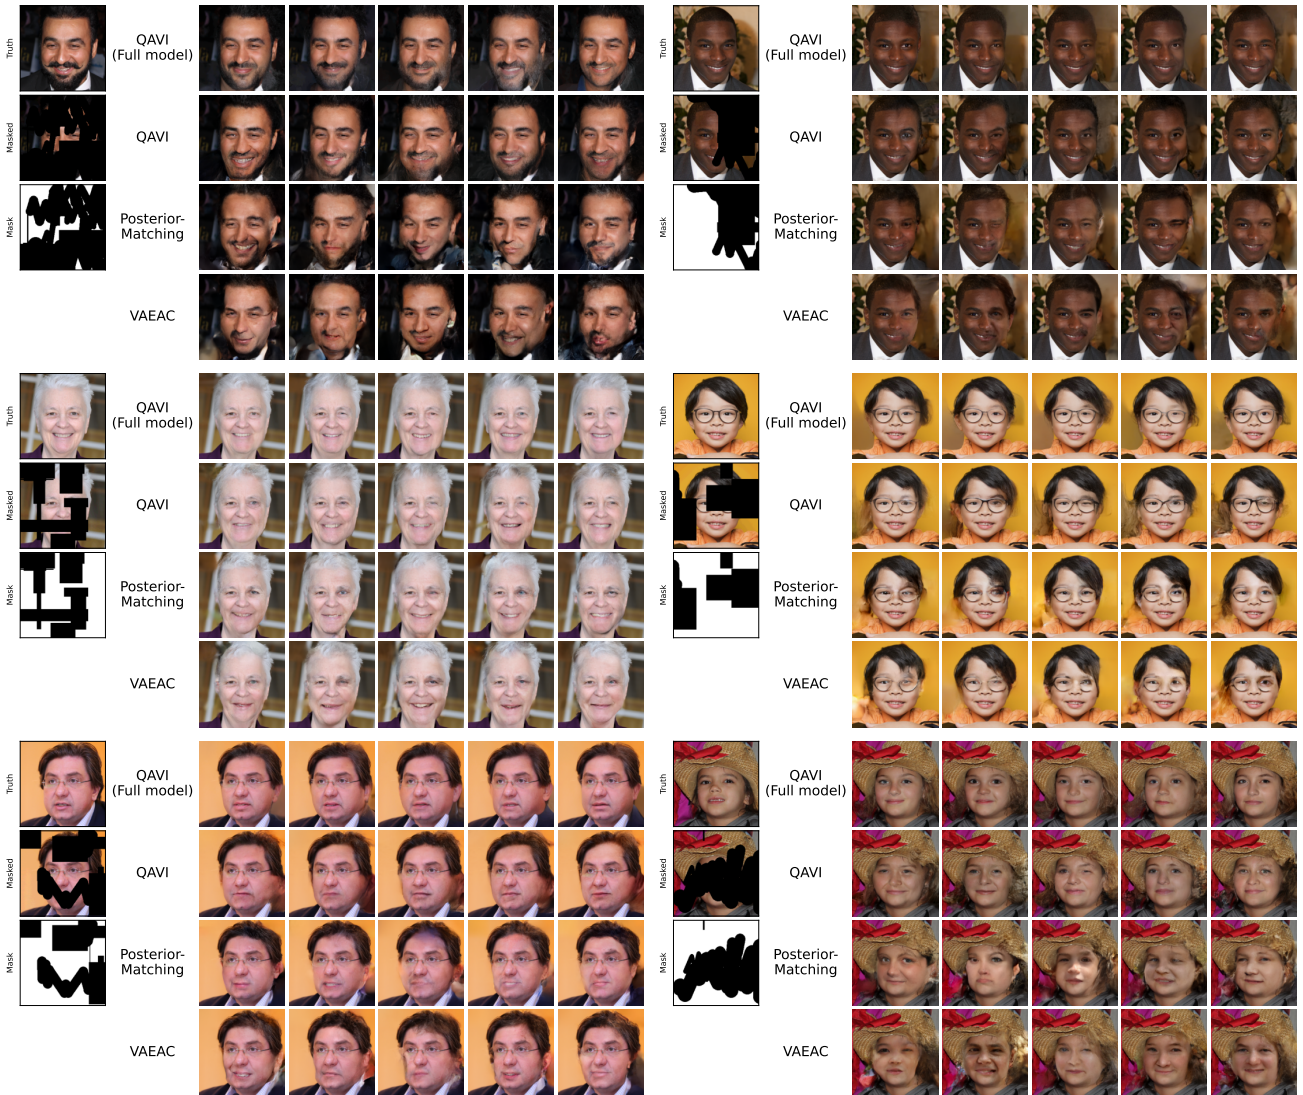 Truth
QAVI
(Full model)
Masked
QAVI
Mask
Posterior-
Matching
VAEAC
Truth
QAVI
(Full model)
Masked
QAVI
Mask
Posterior-
Matching
VAEAC
Truth
QAVI
(Full model)
Masked
QAVI
Mask
Posterior-
Matching
VAEAC
Truth
QAVI
(Full model)
Masked
QAVI
Mask
Posterior-
Matching
VAEAC
Truth
QAVI
(Full model)
Masked
QAVI
Mask
Posterior-
Matching
VAEAC
Truth
QAVI
(Full model)
Masked
QAVI
Mask
Posterior-
Matching
VAEAC